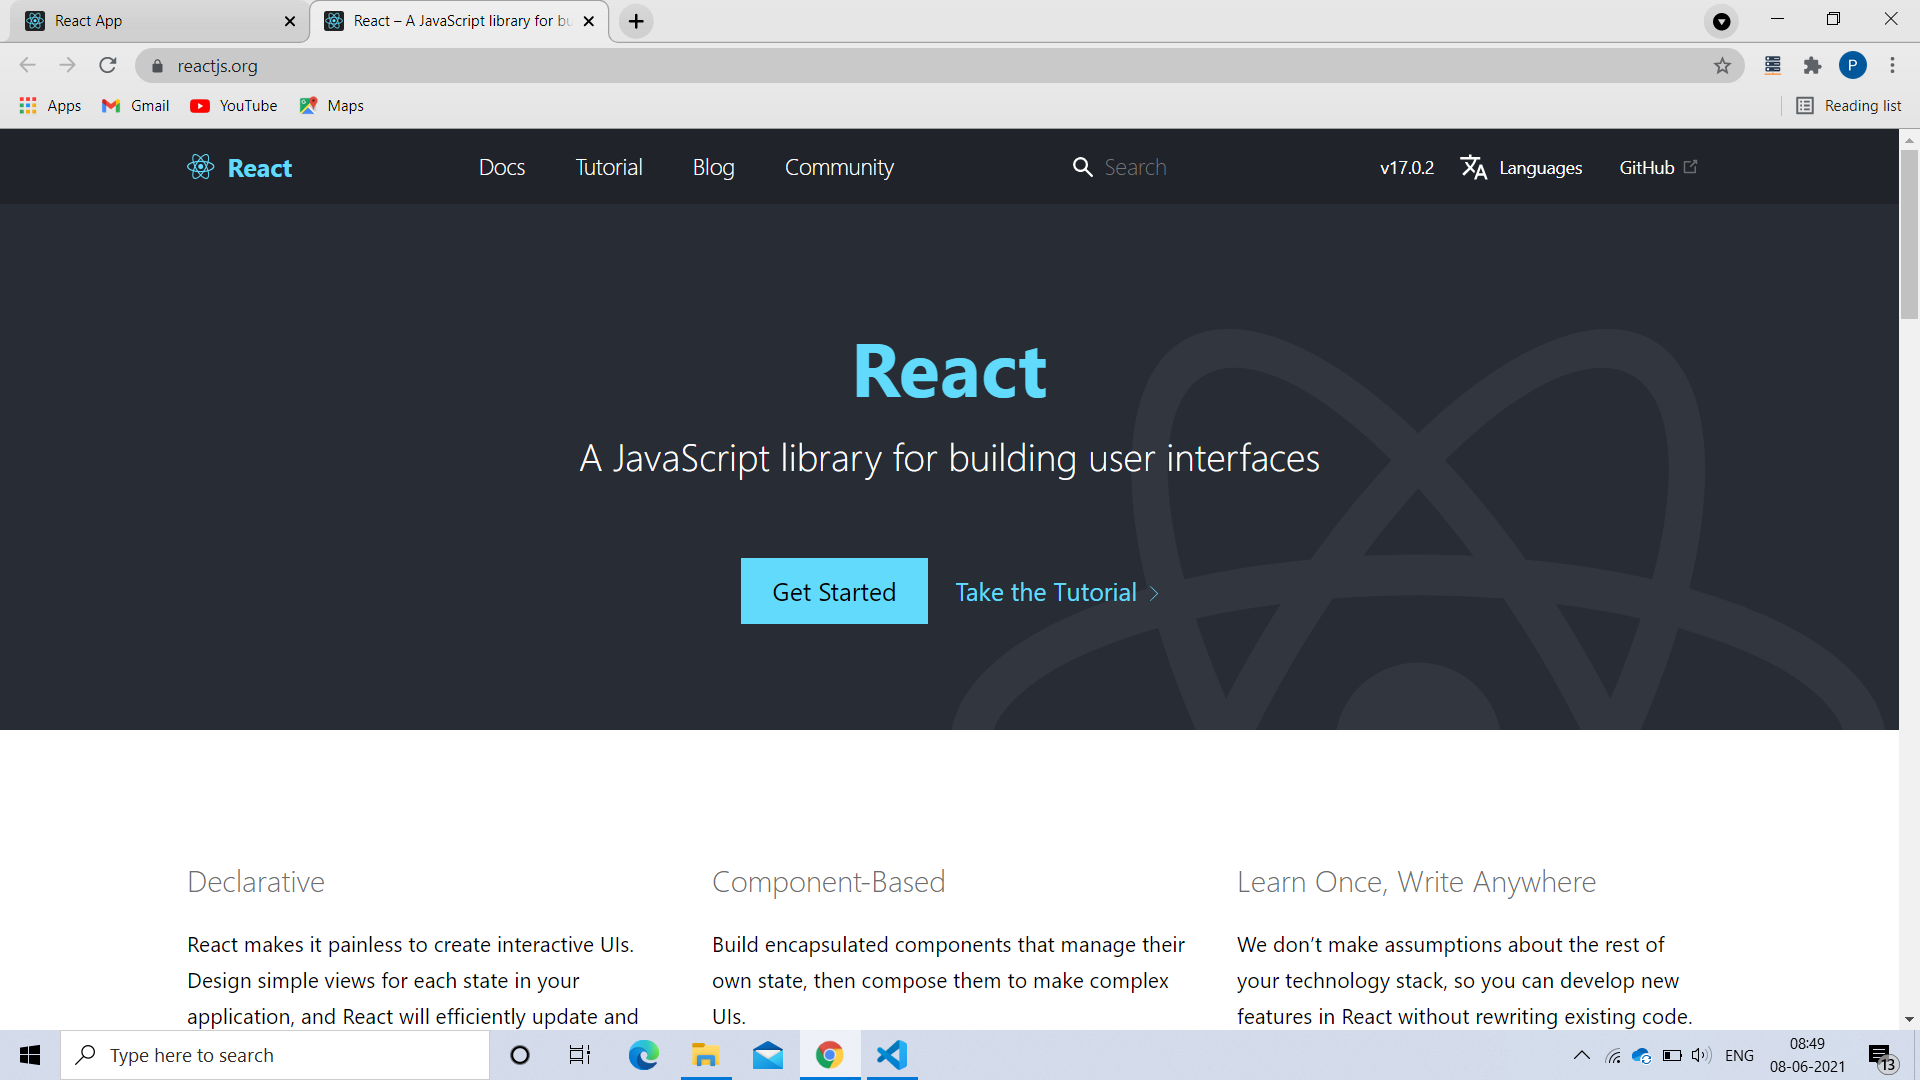 React App
React – A JavaScript library for bu
reactjs.org
P
Apps
Gmail
YouTube
Maps
Reading list
React
Docs
Tutorial
Blog
Community
Search
v17.0.2
Languages
GitHub
React
A JavaScript library for building user interfaces
Get Started
Take the Tutorial
Declarative
React makes it painless to create interactive UIs.
Design simple views for each state in your
application, and React will efficiently update and
Component-Based
Build encapsulated components that manage their
own state, then compose them to make complex
UIs.
Learn Once, Write Anywhere
We don’t make assumptions about the rest of
your technology stack, so you can develop new
features in React without rewriting existing code.
Type here to search
ENG
08:49
08-06-2021
13